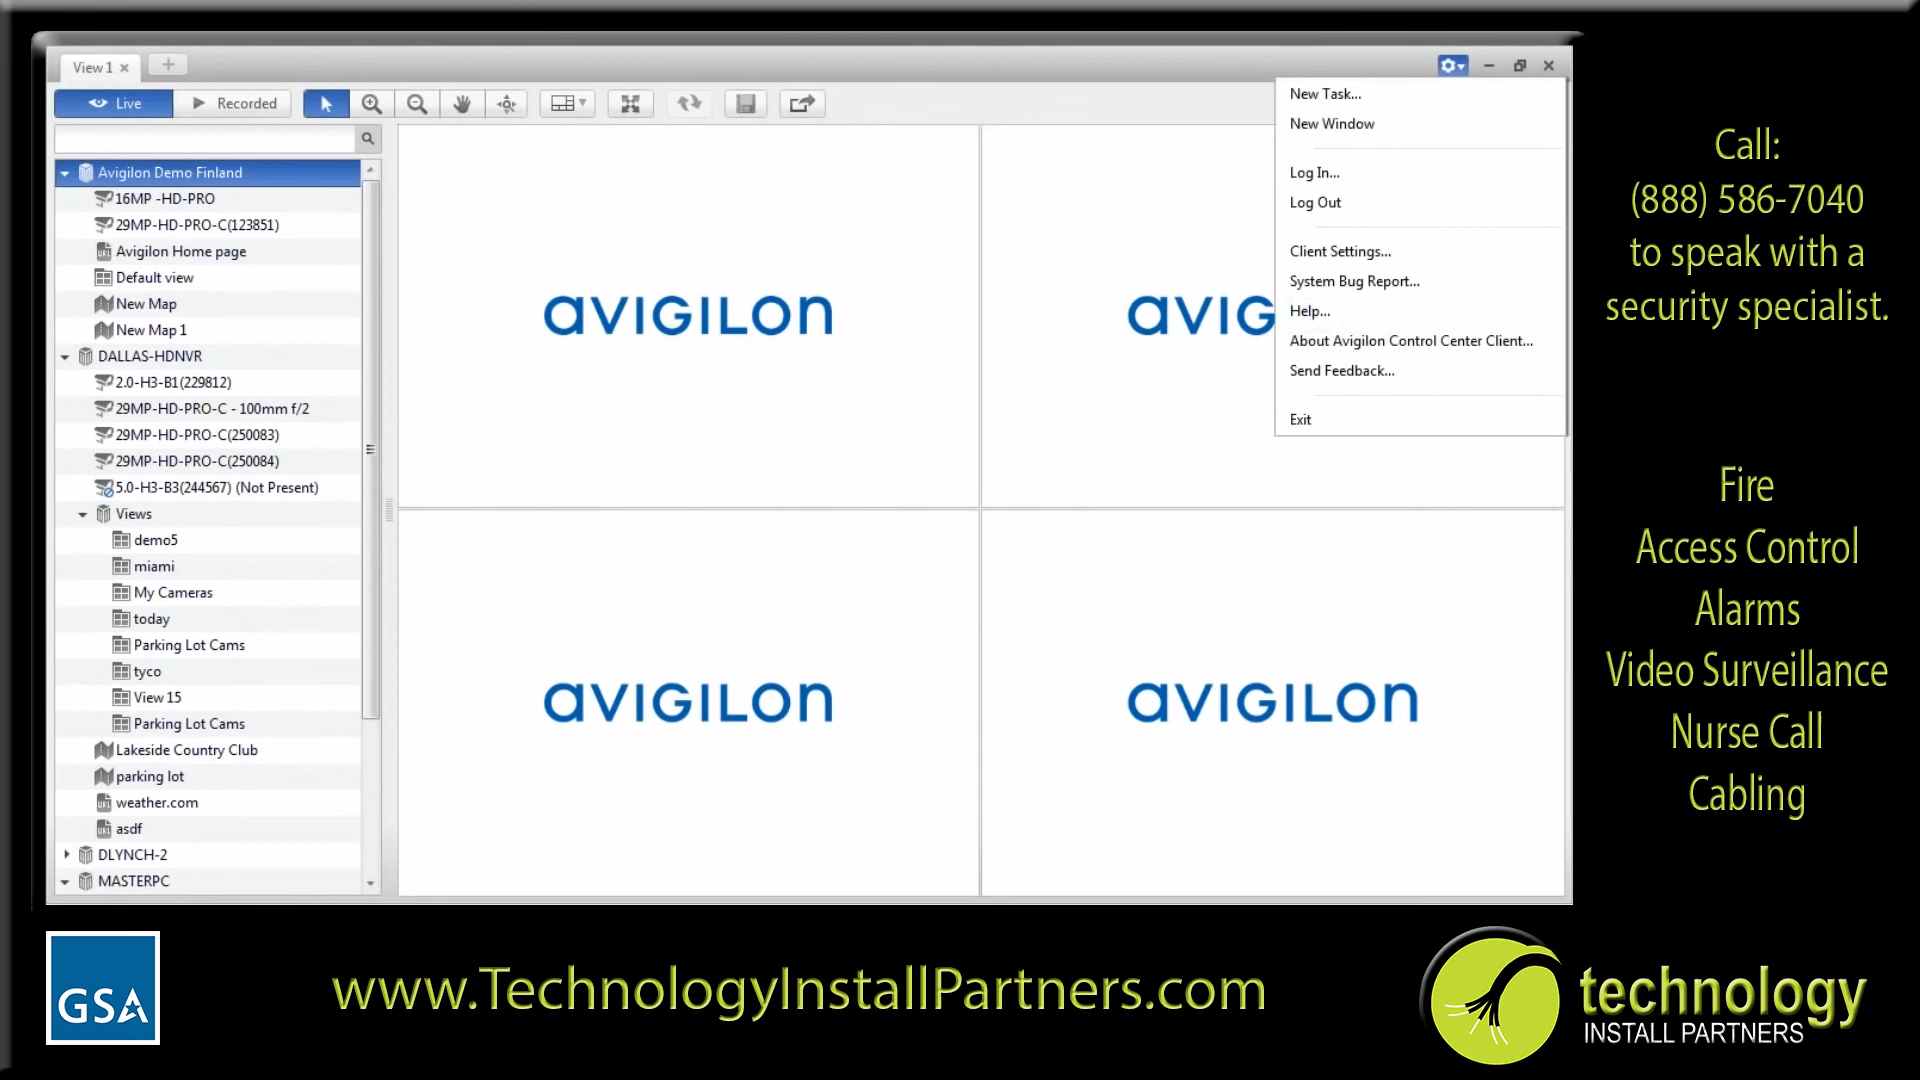 View 1
Live
Recorded
Avigilon Demo Finland
16MP -HD-PRO
29MP-HD-PRO-C(123851)
URL Avigilon Home page
Default view
New Map
New Map 1
DALLAS-HDNVR
2.0-H3-B1(229812)
29MP-HD-PRO-C - 100mm f/2
29MP-HD-PRO-C(250083)
29MP-HD-PRO-C(250084)
5.0-H3-B3(244567) (Not Present)
Views
demo5
miami
My Cameras
today
Parking Lot Cams
tyco
View 15
Parking Lot Cams
Lakeside Country Club
parking lot
URL weather.com
URL asdf
DLYNCH-2
MASTERPC
aVIGILON
aVIG
aVIGILON
aVIGILON
New Task...
New Window
Log In...
Log Out
Client Settings...
System Bug Report...
Help...
About Avigilon Control Center Client...
Send Feedback...
Exit
Call:
(888) 586-7040
to speak with a
security specialist.
Fire
Access Control
Alarms
Video Surveillance
Nurse Call
Cabling
GSA
www.TechnologyInstallPartners.com
technology
INSTALL PARTNERS